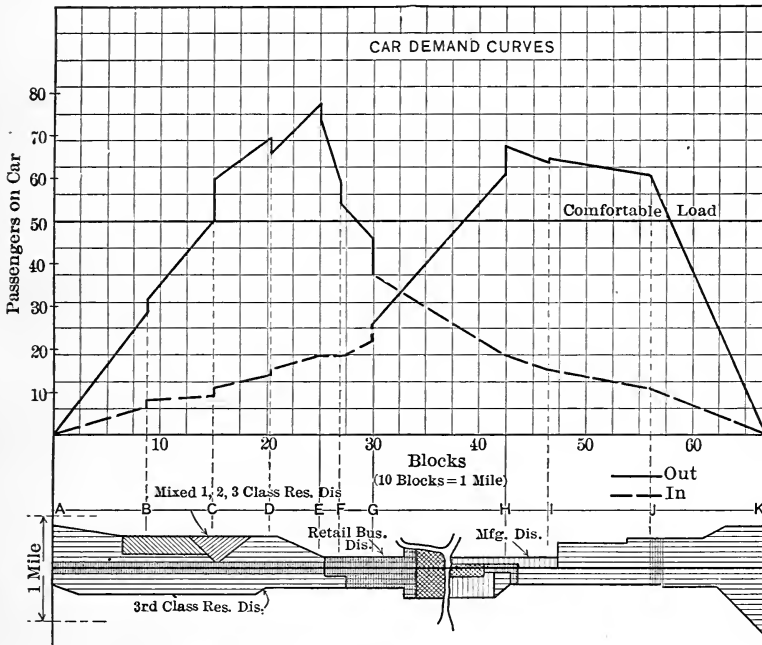 CAR DEMAND CURVES
Passengers on Car
80
70
60
50
40
30
20
10
Comfortable Load
10
20
30
40
50
60
Blocks
(10 Blocks = 1 Mile)
Out
In
A B C D E F G H I J K
Mixed 1, 2, 3 Class Res. Dis
Retail Bus. Dis.
Mfg. Dis.
1 Mile
3rd Class Res. Dis.